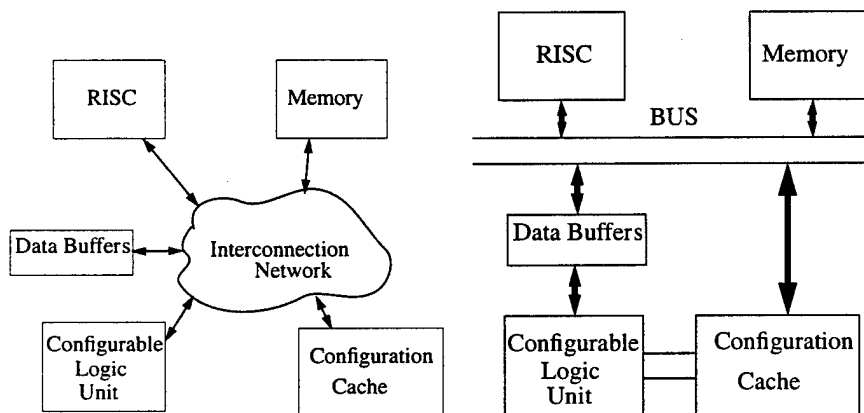 RISC
Memory
Data Buffers
Interconnection
Network
Configurable
Logic
Unit
Configuration
Cache
RISC
Memory
BUS
Data Buffers
Configurable
Logic
Unit
Configuration
Cache